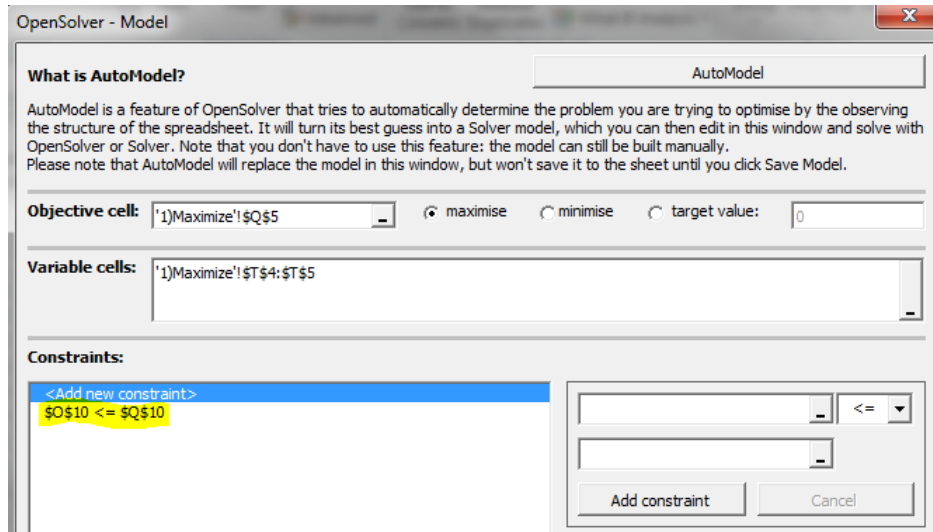 OpenSolver - Model
What is AutoModel?
AutoModel
AutoModel is a feature of OpenSolver that tries to automatically determine the problem you are trying to optimise by the observing
the structure of the spreadsheet. It will turn its best guess into a Solver model, which you can then edit in this window and solve with
OpenSolver or Solver. Note that you don't have to use this feature: the model can still be built manually.
Please note that AutoModel will replace the model in this window, but won't save it to the sheet until you click Save Model.
Objective cell: '1)Maximize'!$Q$5 _ maximise minimise target value: 0
Variable cells: '1)Maximize'!$T$4:$T$5 _
Constraints:
<Add new constraint>
$O$10 <= $Q$10
_ <=
_
Add constraint Cancel